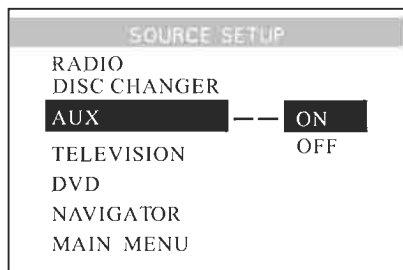 SOURCE SETUP
RADIO
DISC CHANGER
AUX -- ON
TELEVISION OFF
DVD
NAVIGATOR
MAIN MENU